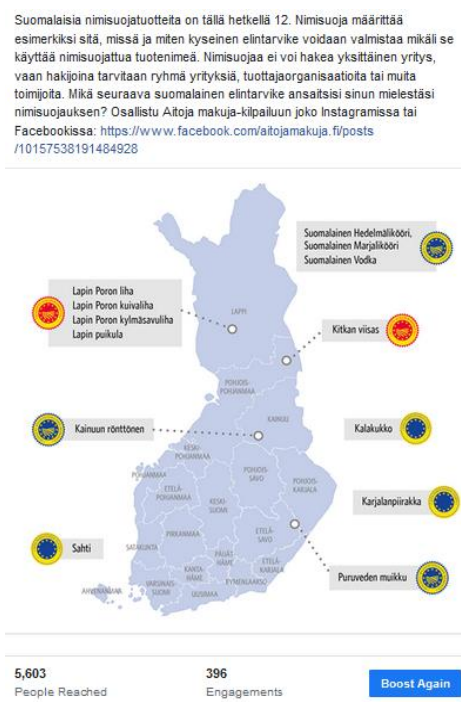 Suomalaisia nimisuojatuotteita on tällä hetkellä 12. Nimisuoja määrittää
esimerkiksi sitä, missä ja miten kyseinen elintarvike voidaan valmistaa mikäli se
käyttää nimisuojattua tuotenimeä. Nimisuojaa ei voi hakea yksittäinen yritys,
vaan hakijoina tarvitaan ryhmä yrityksiä, tuottajaorganisaatioita tai muita
toimijoita. Mikä seuraava suomalainen elintarvike ansaitsisi sinun mielestäsi
nimisuojauksen? Osallistu Aitoja makuja-kilpailuun joko Instagramissa tai
Facebookissa: https://www.facebook.com/aitojamakuja.fi/posts
/10157538191484928
Suomalainen Hedelmälikööri,
Suomalainen Marjalikööri
Suomalainen Vodka
Lapin Poron liha
Lapin Poron kuivaliha
Lapin Poron kylmäsavuliha
Lapin puikula
LAPPI
Kitkan viisas
POHJOIS-
POHJANMAA
KAINUU
Kainuun rönttönen
Kalakukko
KESKI-
POHJANMAA
POHJANMAA
POHJOIS-
SAVO
POHJOIS-
KARJALA
ETELÄ-
POHJANMAA
KESKI-
SUOMI
Karjalanpiirakka
ETELÄ-
SAVO
PIRKANMAA
Sahti
SATAKUNTA
PÄIJÄT-
HÄME
ETELÄ-
KARJALA
KANTA-
HÄME
KYMENLAAKSO
Puruveden muikku
VARSINAIS-
SUOMI
UUSIMAA
AHVENANMAA
5,603
People Reached
396
Engagements
Boost Again